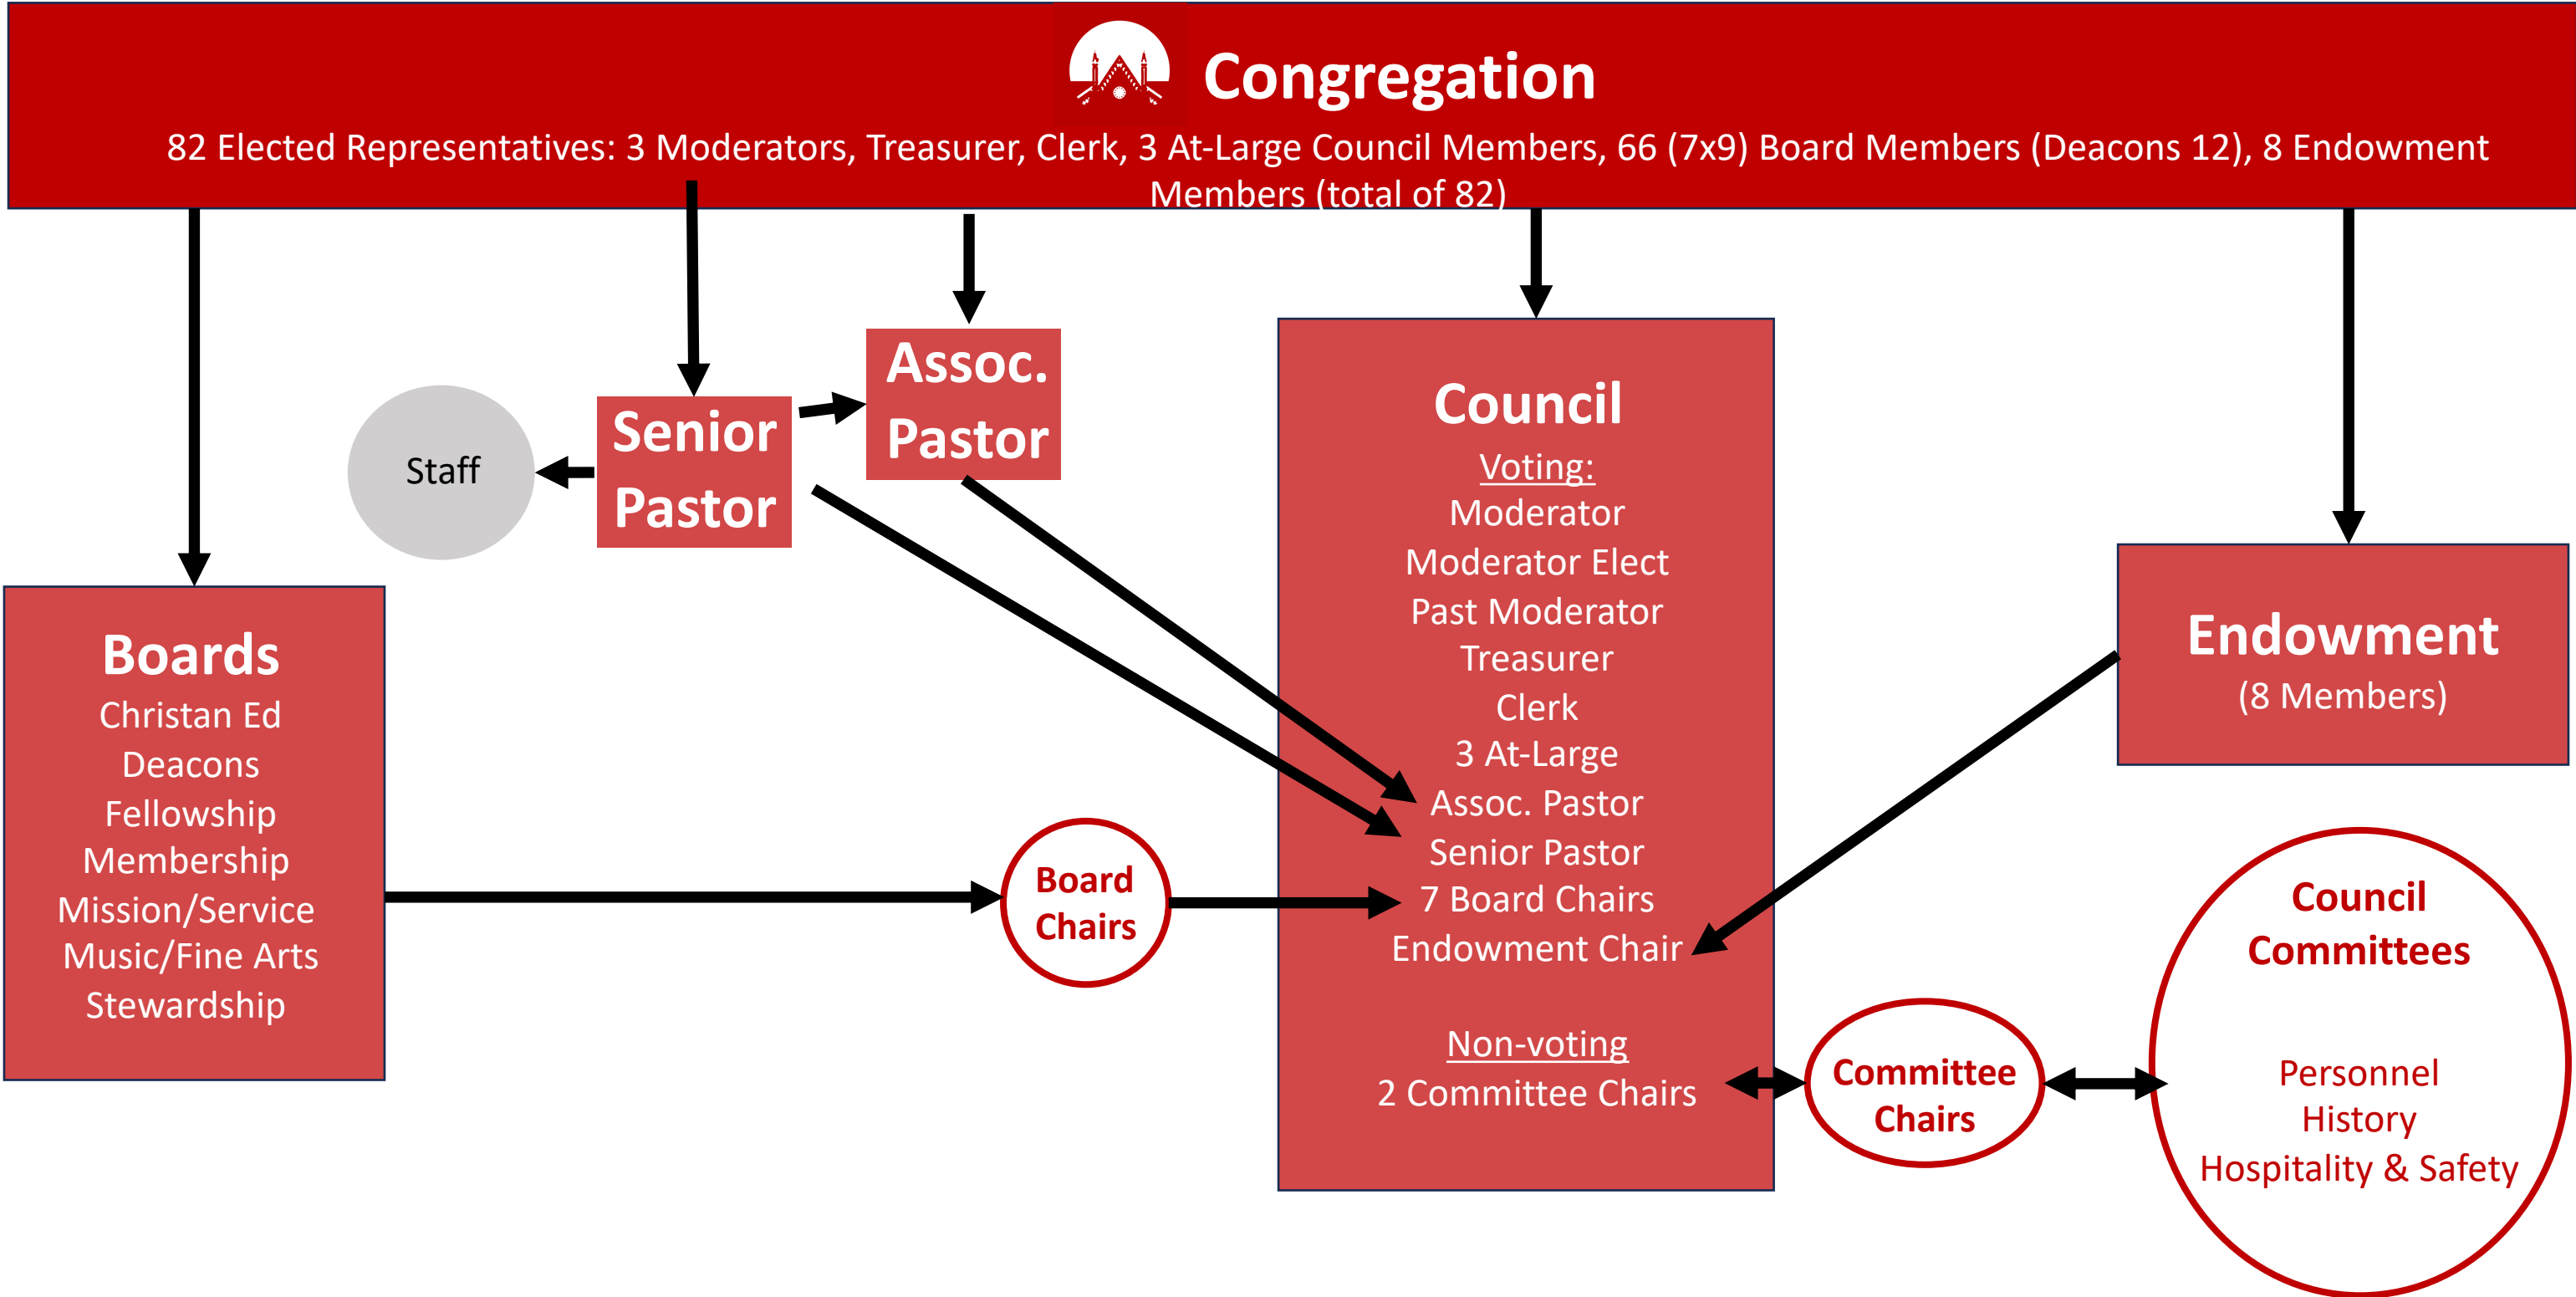 Congregation
82 Elected Representatives: 3 Moderators, Treasurer, Clerk, 3 At-Large Council Members, 66 (7x9) Board Members (Deacons 12), 8 Endowment
Members (total of 82)
Staff
Senior
Pastor
Assoc.
Pastor
Boards
Christan Ed
Deacons
Fellowship
Membership
Mission/Service
Music/Fine Arts
Stewardship
Board
Chairs
Council
Voting:
Moderator
Moderator Elect
Past Moderator
Treasurer
Clerk
3 At-Large
Assoc. Pastor
Senior Pastor
7 Board Chairs
Endowment Chair
Non-voting
2 Committee Chairs
Endowment
(8 Members)
Committee
Chairs
Council
Committees
Personnel
History
Hospitality & Safety